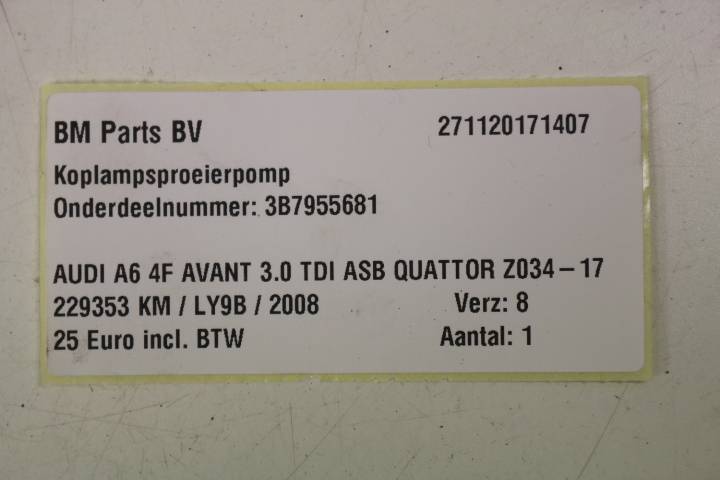 BM Parts BV 271120171407
Koplampsproeierpomp
Onderdeelnummer: 3B7955681
AUDI A6 4F AVANT 3.0 TDI ASB QUATTOR Z034-17
229353 KM / LY9B / 2008 Verz: 8
25 Euro incl. BTW Aantal: 1